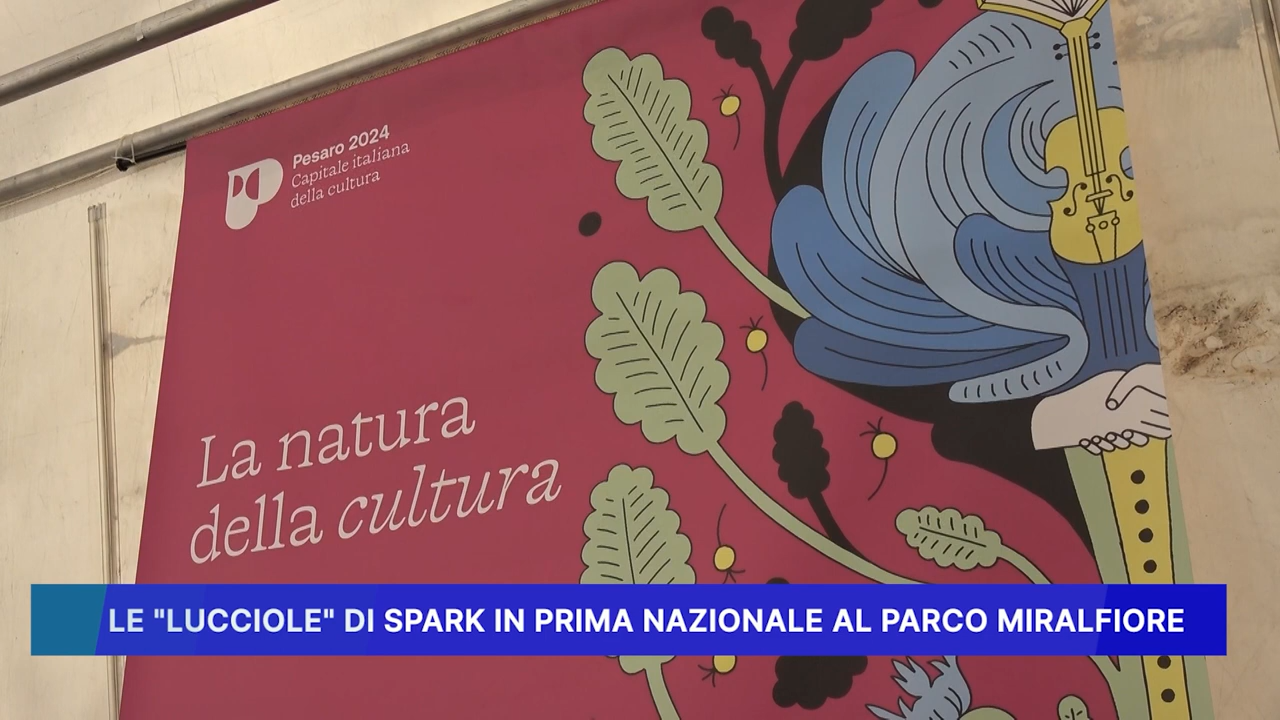 Pesaro 2024
Capitale italiana
della cultura
La natura
della cultura
LE "LUCCIOLE" DI SPARK IN PRIMA NAZIONALE AL PARCO MIRALFIORE